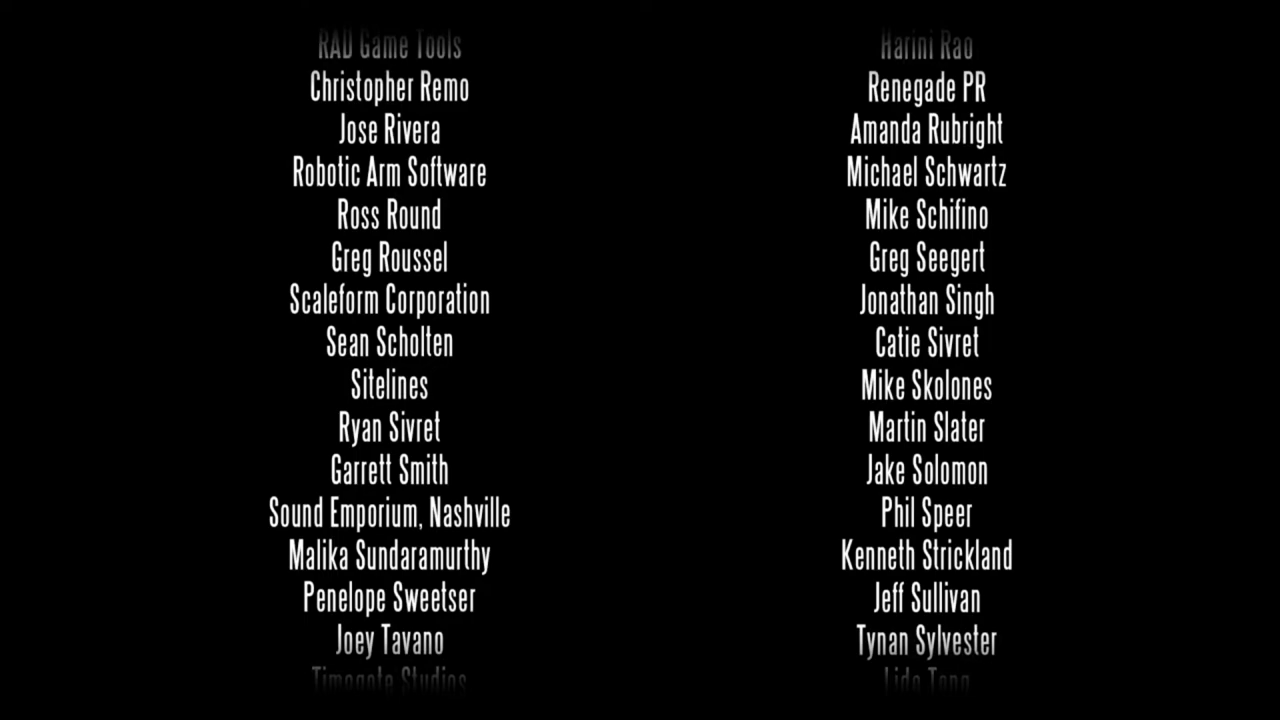 RAD Game Tools
Harini Rao
Christopher Remo
Renegade PR
Jose Rivera
Amanda Rubright
Robotic Arm Software
Michael Schwartz
Ross Round
Mike Schifino
Greg Roussel
Greg Seegert
Scaleform Corporation
Jonathan Singh
Sean Scholten
Catie Sivret
Sitelines
Mike Skolones
Ryan Sivret
Martin Slater
Garrett Smith
Jake Solomon
Sound Emporium, Nashville
Phil Speer
Malika Sundaramurthy
Kenneth Strickland
Penelope Sweetser
Jeff Sullivan
Joey Tavano
Tynan Sylvester
Timegate Studios